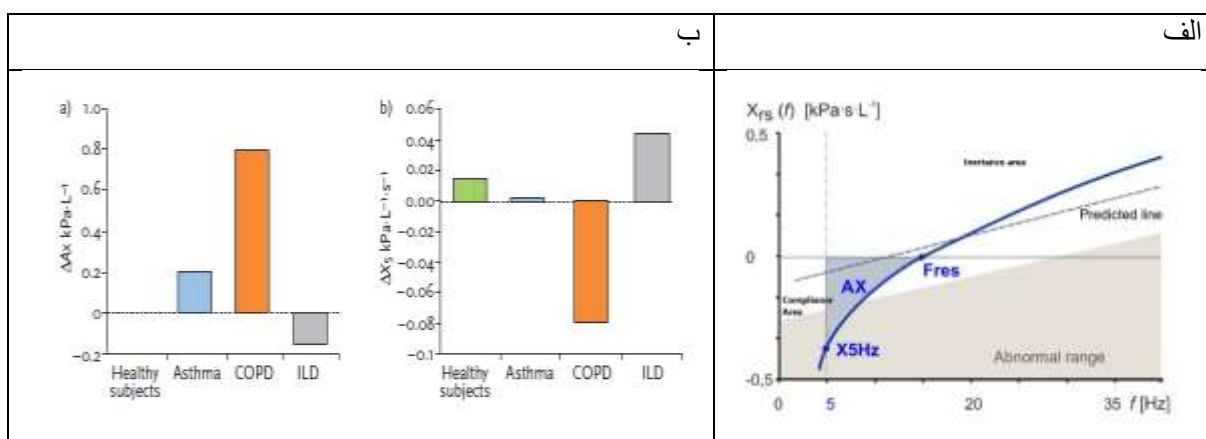 الف
ب
X_rs (f) [kPa·s·L⁻¹]
0,5
Inertance area
Predicted line
0
Fres
AX
Compliance
Area
X5Hz
Abnormal range
-0,5
0 5 20 35 f [Hz]
a)
1.0
0.8
0.6
0.4
0.2
0
−0.2
ΔAx kPa·L⁻¹
Healthy subjects
Asthma
COPD
ILD
b)
0.06
0.04
0.02
0.00
−0.02
−0.04
−0.06
−0.08
−0.1
ΔX₅ kPa·L⁻¹·s⁻¹
Healthy subjects
Asthma
COPD
ILD